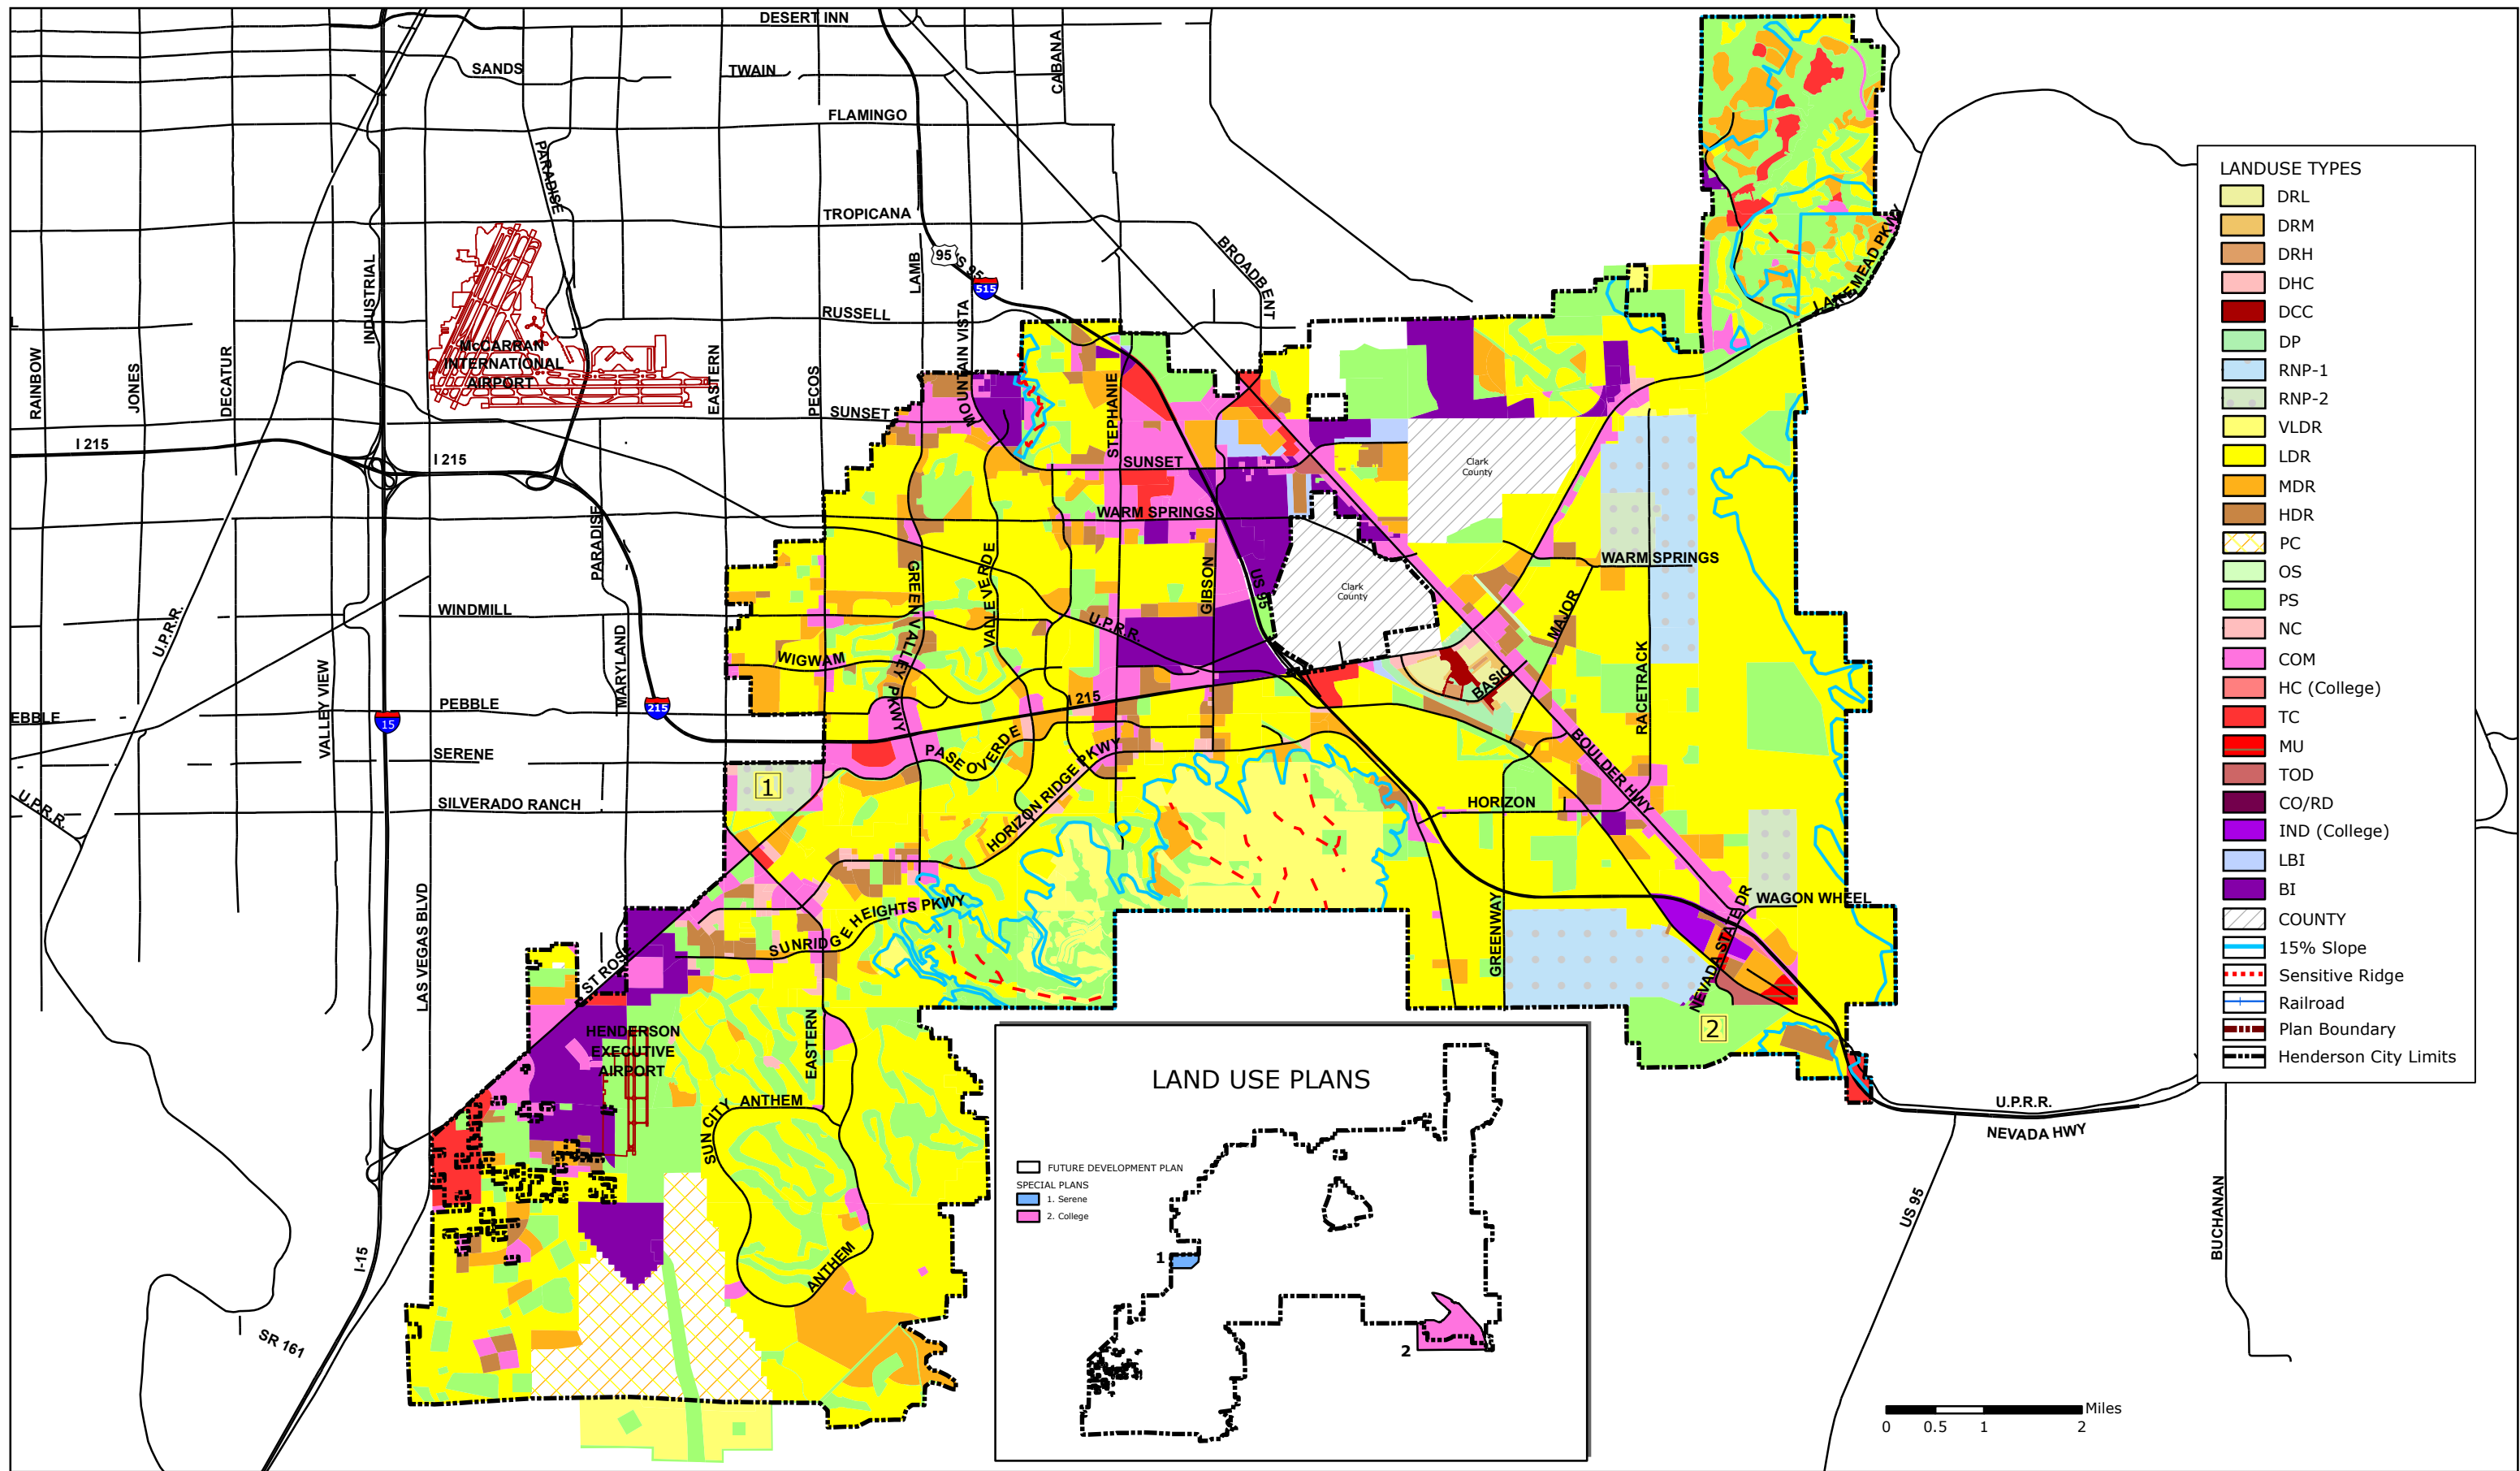 DESERT INN
SANDS
TWAIN
CABANA
FLAMINGO
PARADISE
TROPICANA
BROADBENT
LAMB
95
US 95
515
INDUSTRIAL
RUSSELL
MOUNTAIN VISTA
LAKE MEAD PKWY
RAINBOW
JONES
DECATUR
McCARRAN
INTERNATIONAL
AIRPORT
EASTERN
PECOS
SUNSET
STEPHANE
I 215
I 215
SUNSET
Clark
County
WARM SPRINGS
PARADISE
GREEN VALLEY PKWY
VALLE VERDE
GIBSON
US 95
Clark
County
WARM SPRINGS
MAJOR
U.P.R.R.
WINDMILL
MARYLAND
U.P.R.R.
WIGWAM
RACETRACK
BASIC
VALLEY VIEW
EBBLE
PEBBLE
15
215
I 215
SERENE
PASEO VERDE
HORIZON RIDGE PKWY
BOULDER HWY
1
U.P.R.R.
SILVERADO RANCH
HORIZON
LAS VEGAS BLVD
SUNRIDGE HEIGHTS PKWY
WAGON WHEEL
GREENWAY
NEVADA STATE DR
ST ROSE
2
HENDERSON
EXECUTIVE
AIRPORT
EASTERN
ANTHEM
SUN CITY
ANTHEM
I-15
SR 161
U.P.R.R.
NEVADA HWY
US 95
BUCHANAN
LANDUSE TYPES
DRL
DRM
DRH
DHC
DCC
DP
RNP-1
RNP-2
VLDR
LDR
MDR
HDR
PC
OS
PS
NC
COM
HC (College)
TC
MU
TOD
CO/RD
IND (College)
LBI
BI
COUNTY
15% Slope
Sensitive Ridge
Railroad
Plan Boundary
Henderson City Limits
LAND USE PLANS
FUTURE DEVELOPMENT PLAN
SPECIAL PLANS
1. Serene
2. College
1
2
Miles
0 0.5 1 2